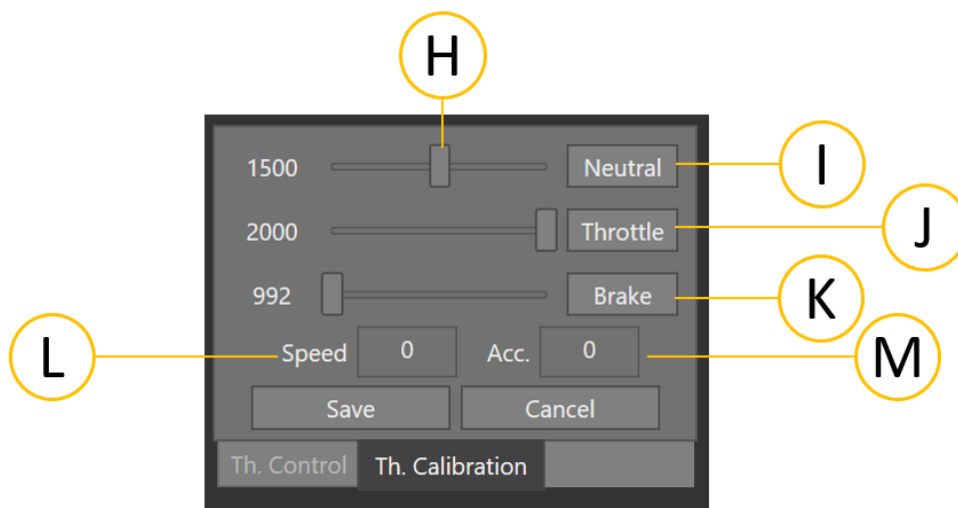 H
1500 Neutral I
2000 Throttle J
992 Brake K
L Speed 0 Acc. 0 M
Save Cancel
Th. Control Th. Calibration